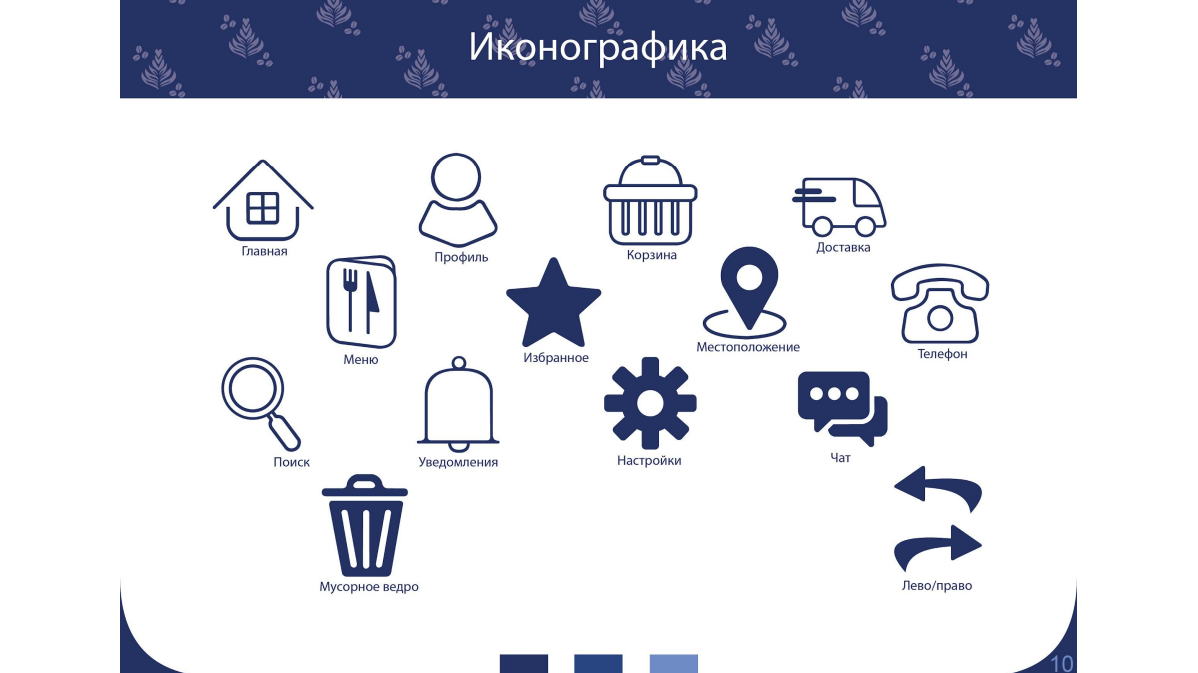 Иконографика
Главная
Профиль
Корзина
Доставка
Меню
Избранное
Местоположение
Телефон
Поиск
Уведомления
Настройки
Чат
Мусорное ведро
Лево/право
10